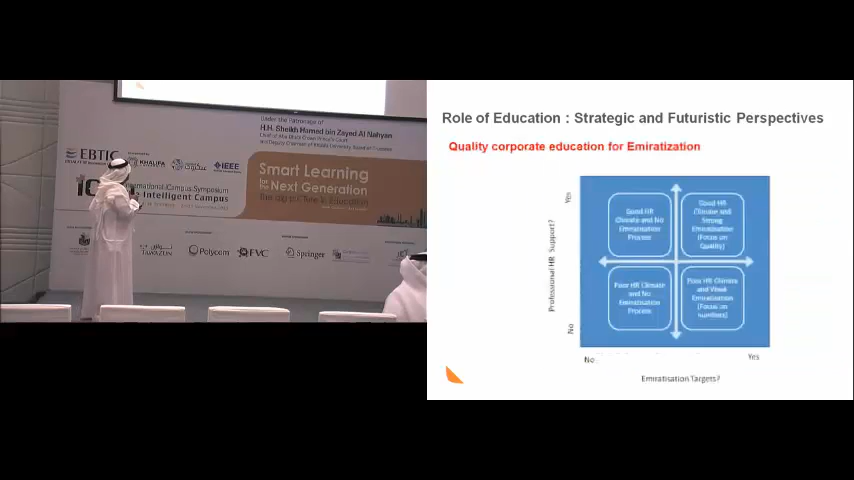 Under the Patronage of
H.H. Sheikh Hamed bin Zayed Al Nahyan
EBTIC
KHALIFA
IEEE
International Campus Symposium
Intelligent Campus
Smart Learning
for the
Next Generation
Polycom
FVC
Springer
Role of Education : Strategic and Futuristic Perspectives
Quality corporate education for Emiratization
Professional HR Support?
Yes
No
Good HR
Climate and No
Emiratisation
Process
Good HR
Climate and
Strong
Emiratisation
(Focus on
Quality)
Poor HR Climate
and No
Emiratisation
Process
Poor HR Climate
and Weak
Emiratisation
(Focus on
numbers)
No
Yes
Emiratisation Targets?